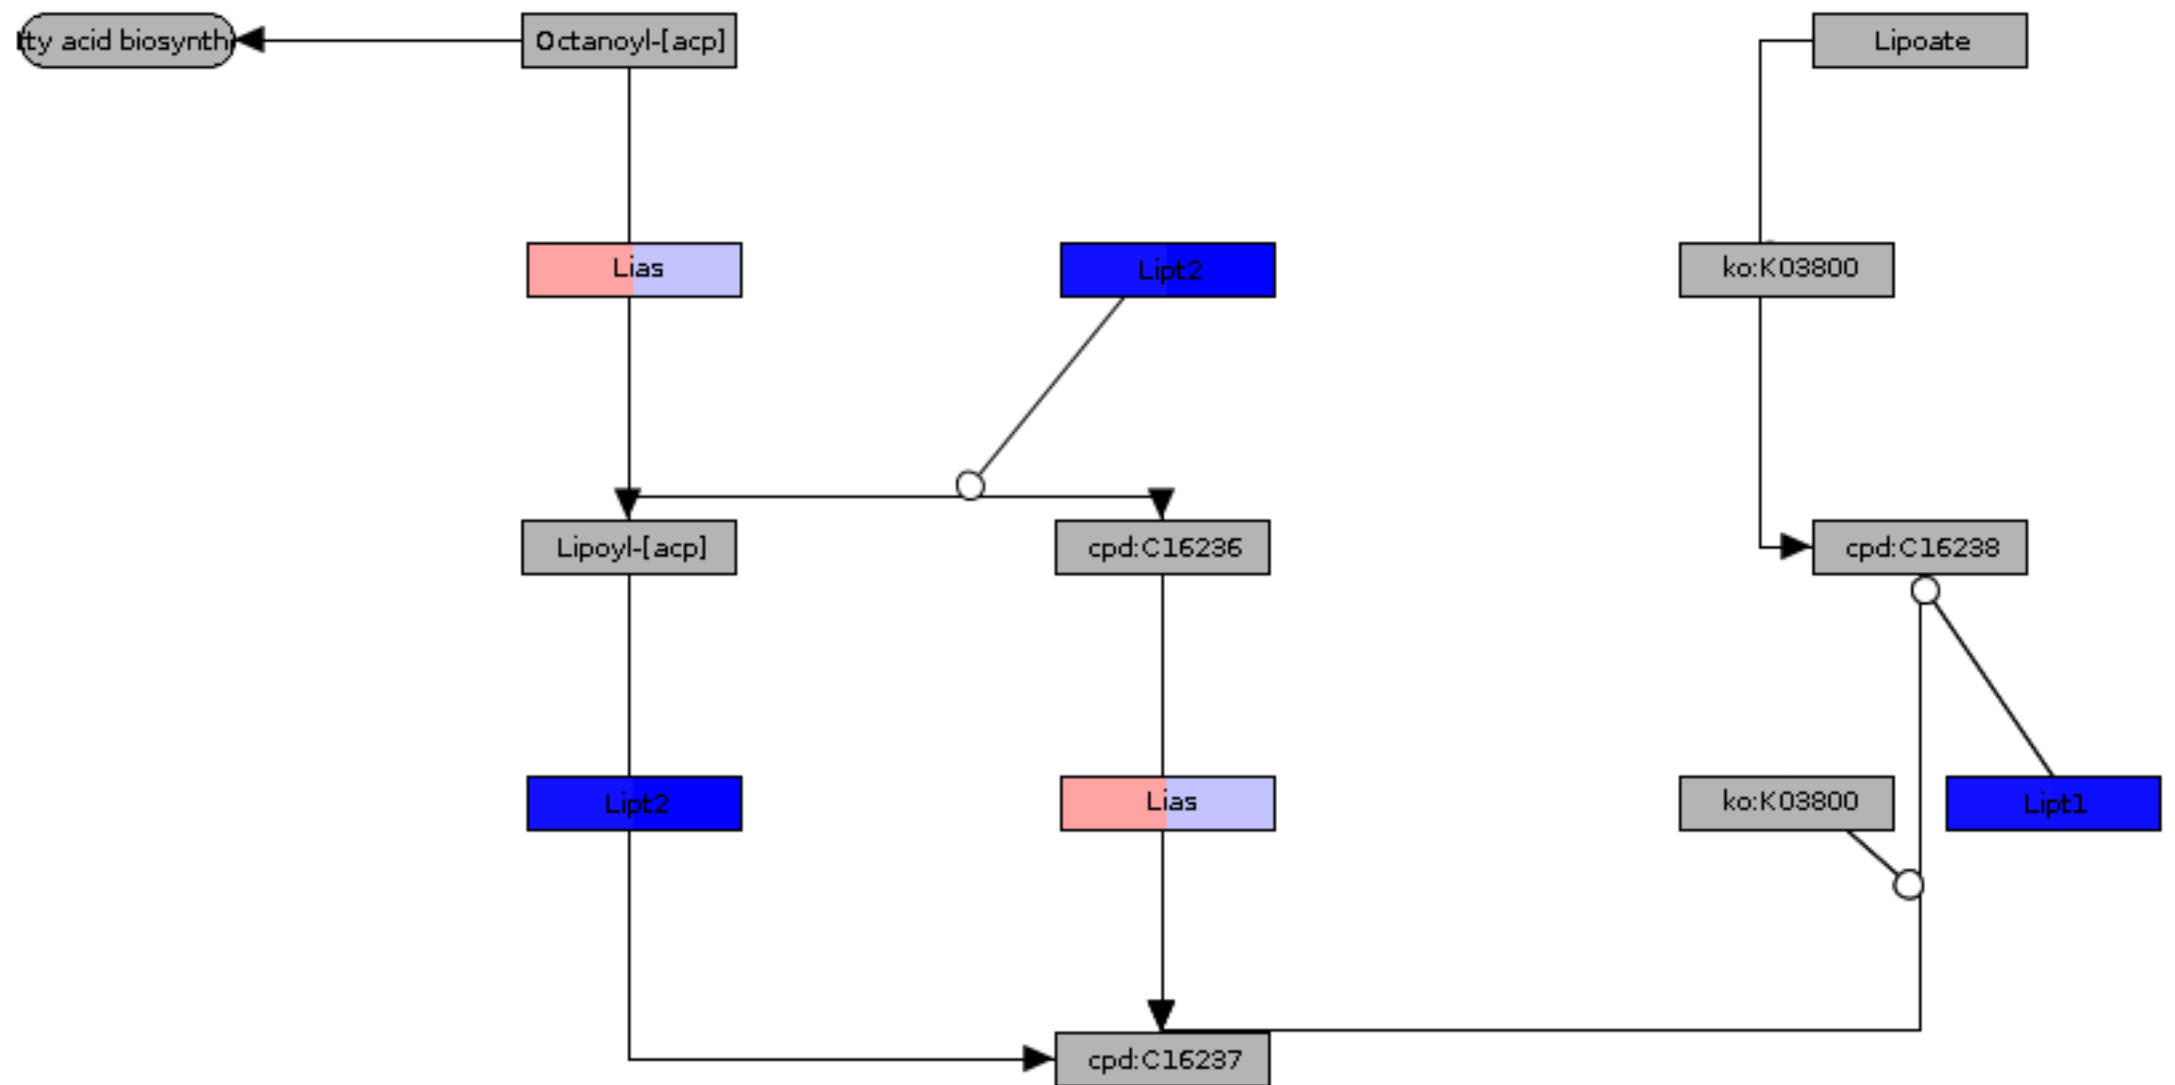 tty acid biosynth
Octanoyl-[acp]
Lipoate
Lias
Lipt2
ko:K03800
Lipoyl-[acp]
cpd:C16236
cpd:C16238
Lipt2
Lias
ko:K03800
Lipt1
cpd:C16237